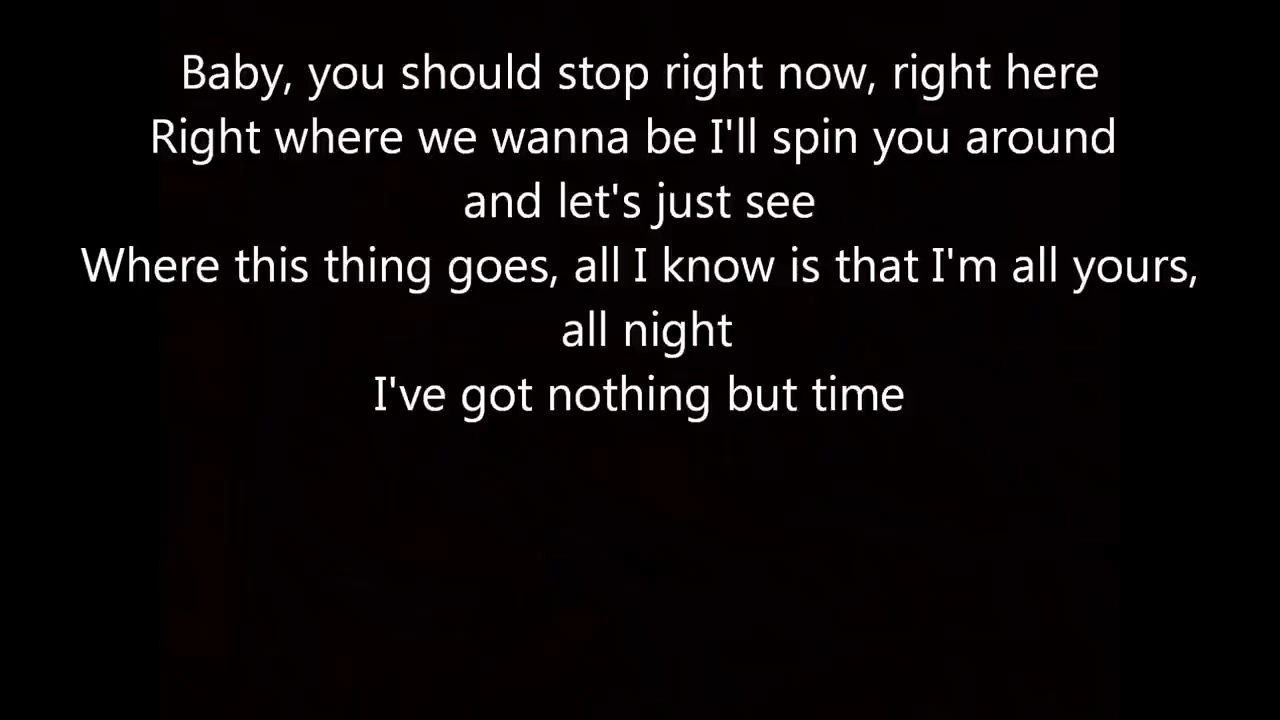 Baby, you should stop right now, right here
Right where we wanna be I'll spin you around
and let's just see
Where this thing goes, all I know is that I'm all yours,
all night
I've got nothing but time